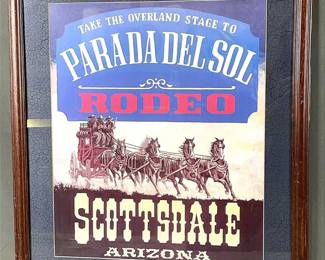 TAKE THE OVERLAND STAGE TO
PARADA DEL SOL
RODEO
SCOTTSDALE
ARIZONA